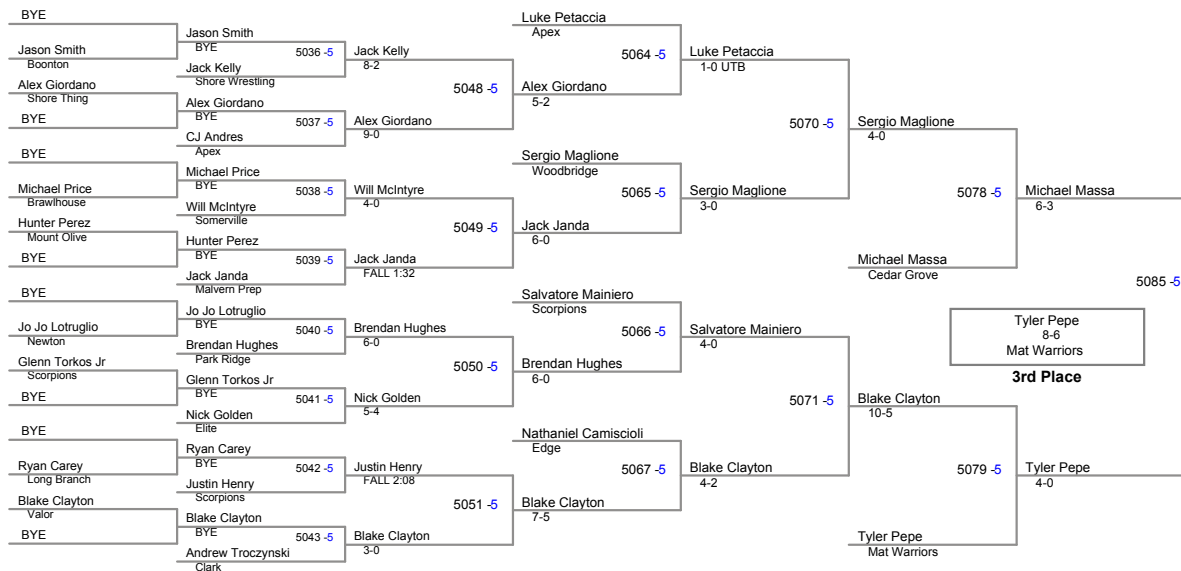 BYE
Jason Smith
Boonton
Alex Giordano
Shore Thing
BYE
BYE
Michael Price
Brawlhouse
Hunter Perez
Mount Olive
BYE
BYE
Jo Jo Lotruglio
Newton
Glenn Torkos Jr
Scorpions
BYE
BYE
Ryan Carey
Long Branch
Blake Clayton
Valor
BYE
Jason Smith
BYE
5036 -5
Jack Kelly
Shore Wrestling
Alex Giordano
BYE
5037 -5
CJ Andres
Apex
Michael Price
BYE
5038 -5
Will McIntyre
Somerville
Hunter Perez
BYE
5039 -5
Jack Janda
Malvern Prep
Jo Jo Lotruglio
BYE
5040 -5
Brendan Hughes
Park Ridge
Glenn Torkos Jr
BYE
5041 -5
Nick Golden
Elite
Ryan Carey
BYE
5042 -5
Justin Henry
Scorpions
Blake Clayton
BYE
5043 -5
Andrew Troczynski
Clark
Jack Kelly
8-2
5048 -5
Alex Giordano
9-0
Will McIntyre
4-0
5049 -5
Jack Janda
FALL 1:32
Brendan Hughes
6-0
5050 -5
Nick Golden
5-4
Justin Henry
FALL 2:08
5051 -5
Blake Clayton
3-0
Luke Petaccia
Apex
5064 -5
Alex Giordano
5-2
Sergio Maglione
Woodbridge
5065 -5
Jack Janda
6-0
Salvatore Mainiero
Scorpions
5066 -5
Brendan Hughes
6-0
Nathaniel Camiscioli
Edge
5067 -5
Blake Clayton
7-5
Luke Petaccia
1-0 UTB
5070 -5
Sergio Maglione
3-0
Salvatore Mainiero
4-0
5071 -5
Blake Clayton
4-2
Sergio Maglione
4-0
5078 -5
Michael Massa
Cedar Grove
Blake Clayton
10-5
5079 -5
Tyler Pepe
Mat Warriors
Michael Massa
6-3
5085 -5
Tyler Pepe
8-6
Mat Warriors
3rd Place
Tyler Pepe
4-0